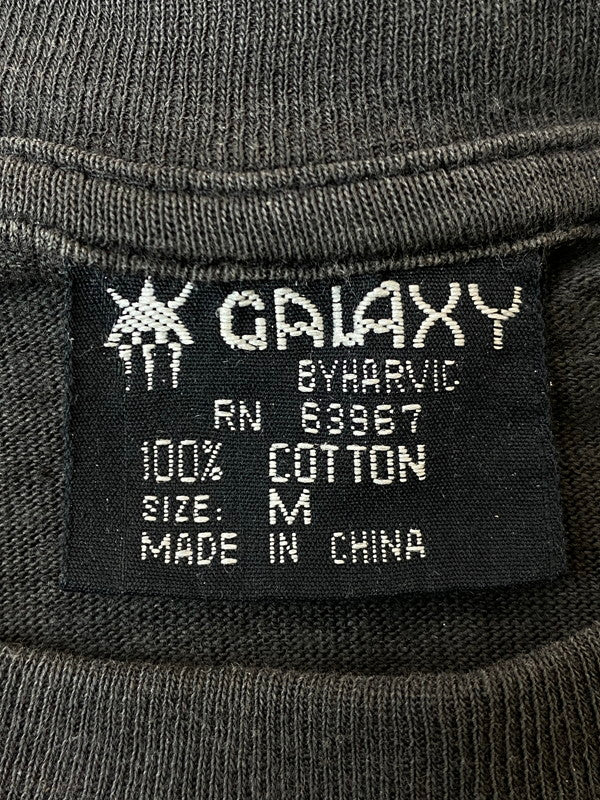 GALAXY
BYHARVIC
RN 63967
100% COTTON
SIZE: M
MADE IN CHINA